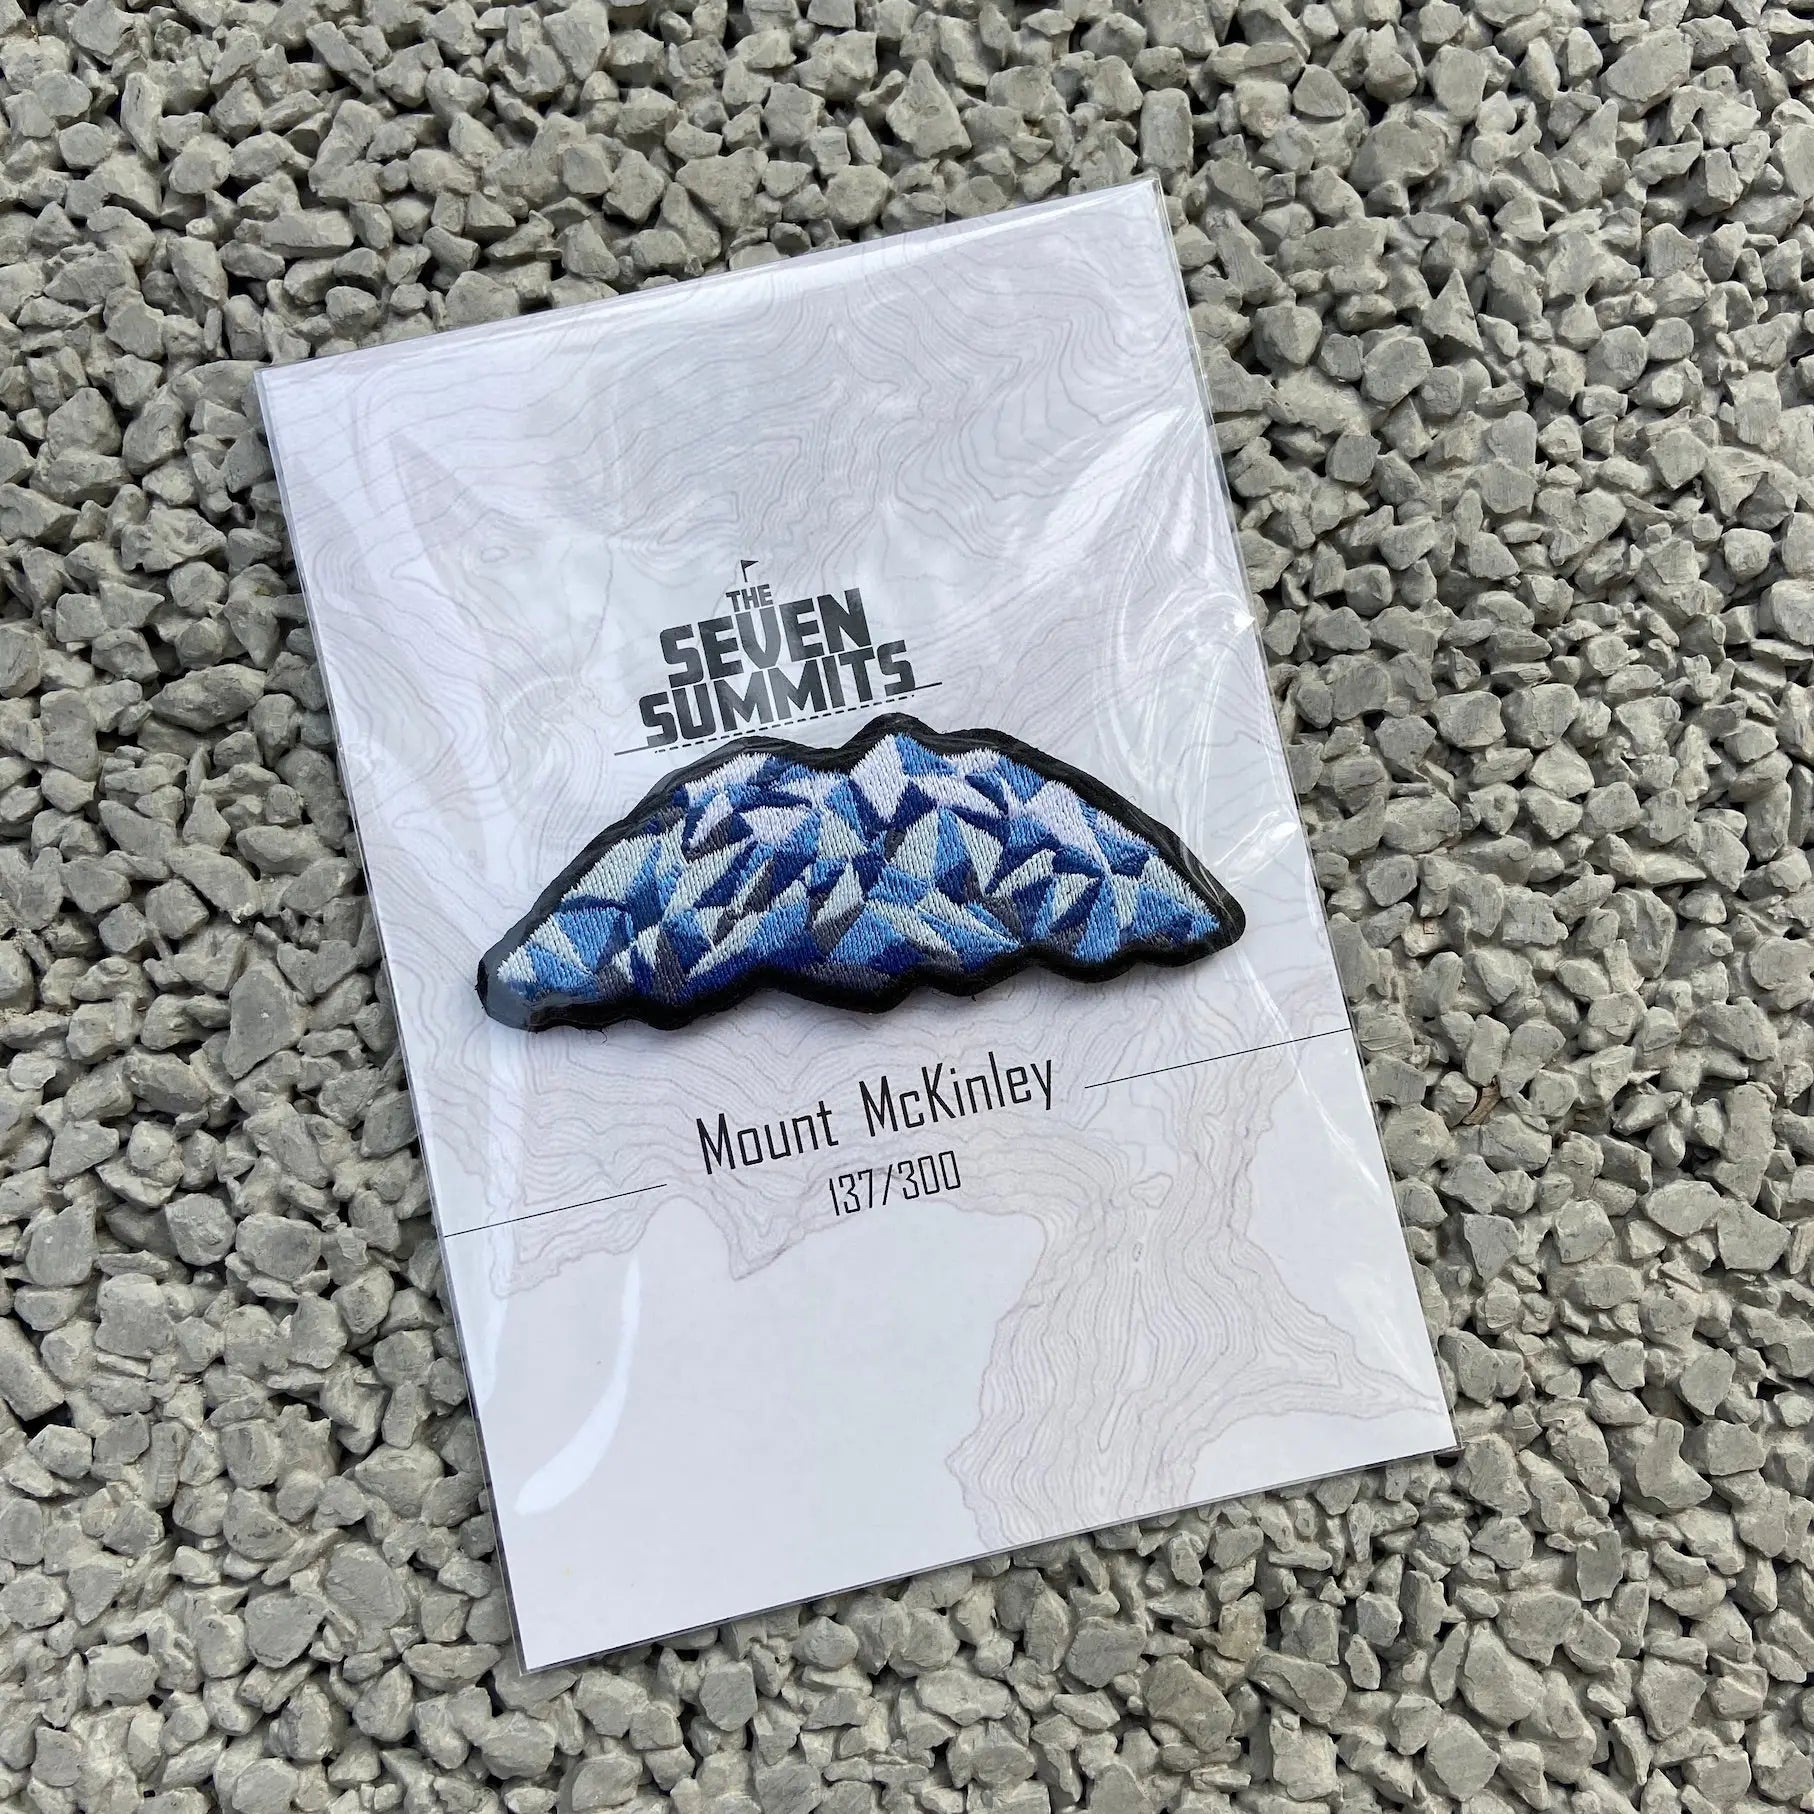 THE
SEVEN
SUMMITS
Mount McKinley
137/300